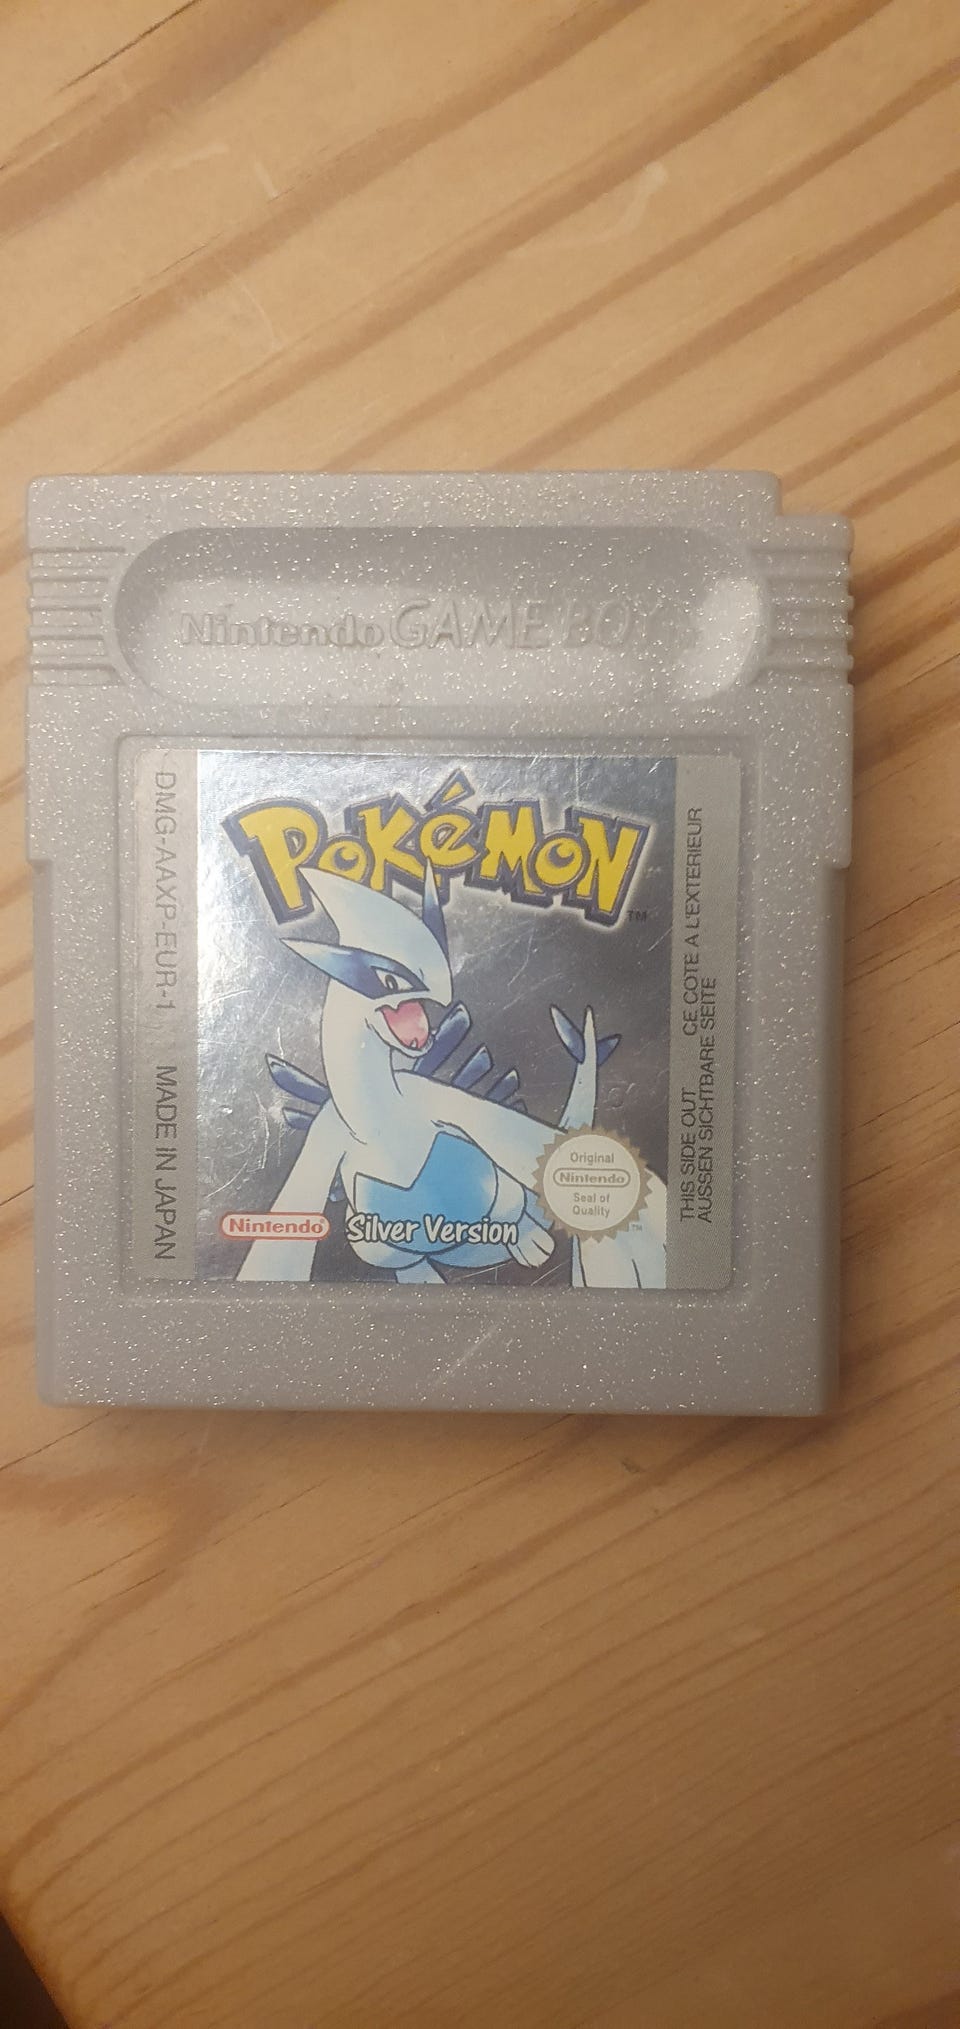 Nintendo GAME BOY
POKéMON
TM
Nintendo®
Silver Version
Original
Nintendo
Seal of
Quality
TM
DMG-AAXP-EUR-1 MADE IN JAPAN
THIS SIDE OUT CE COTE A L'EXTERIEUR
AUSSEN SICHTBARE SEITE